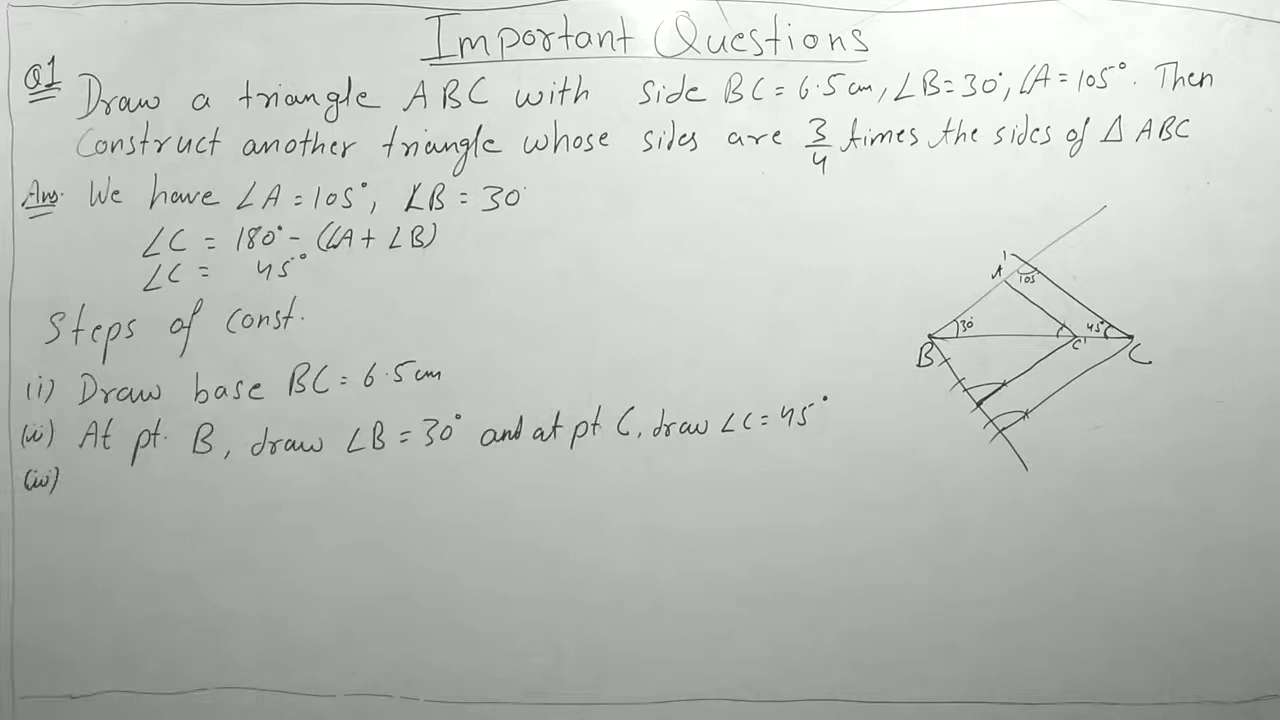 Important Questions
Q1 Draw a triangle ABC with side BC = 6.5 cm, ∠B = 30°, ∠A = 105°. Then
Construct another triangle whose sides are 3/4 times the sides of △ ABC
Ans. We have ∠A = 105°, ∠B = 30°
∠C = 180° - (∠A + ∠B)
∠C = 45°
Steps of const.
(i) Draw base BC = 6.5 cm
(ii) At pt. B, draw ∠B = 30° and at pt C, draw ∠C = 45°
(iii)
A'
105
30°
45°
B
C'
C